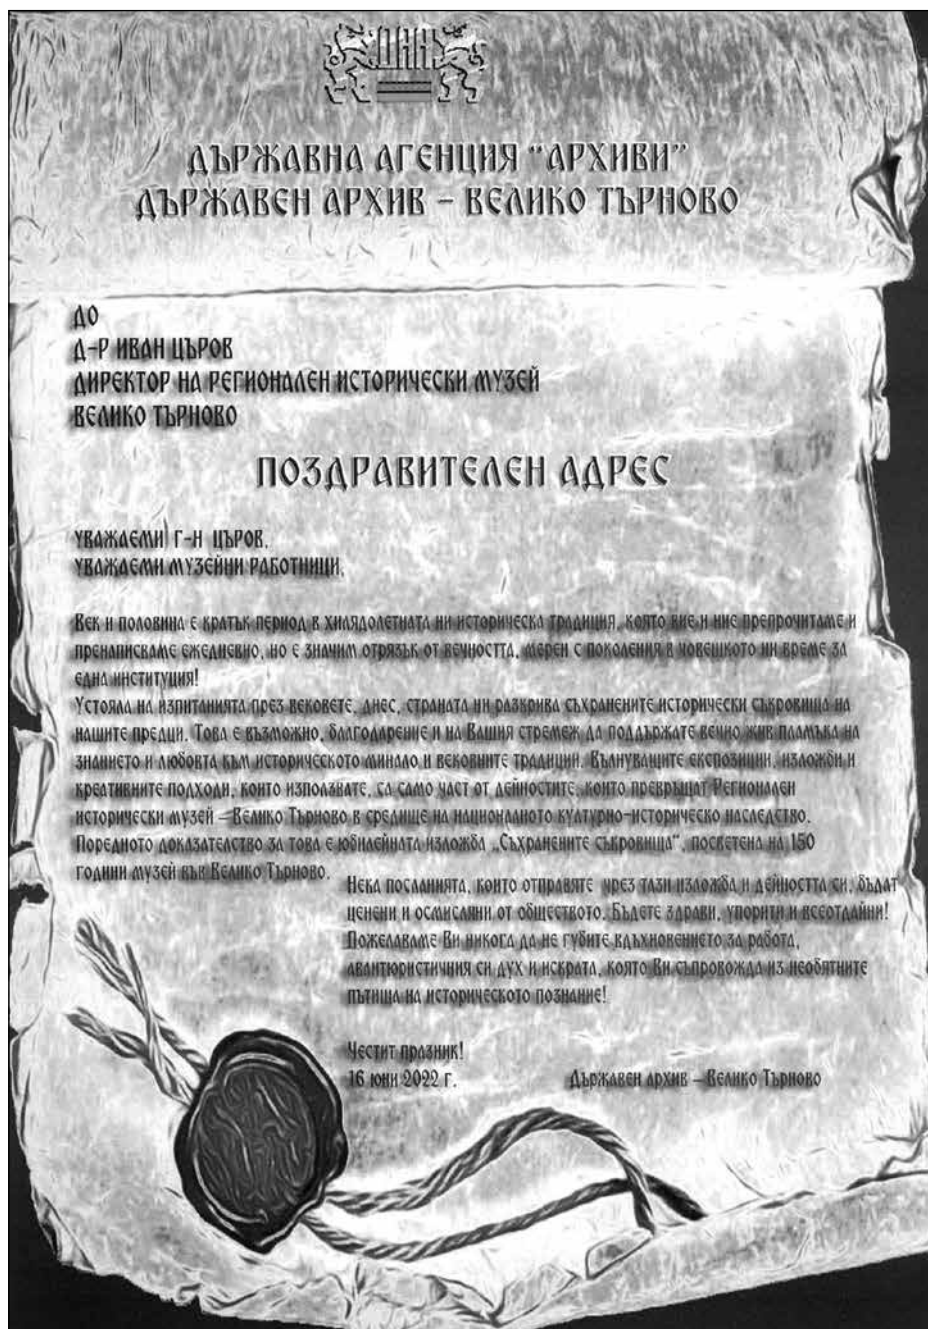 ДАА
ДЪРЖАВНА АГЕНЦИЯ "АРХИВИ"
ДЪРЖАВЕН АРХИВ – ВЕЛИКО ТЪРНОВО
ДО
Д-Р ИВАН ЦЪРОВ
ДИРЕКТОР НА РЕГИОНАЛЕН ИСТОРИЧЕСКИ МУЗЕЙ
ВЕЛИКО ТЪРНОВО
ПОЗДРАВИТЕЛЕН АДРЕС
УВАЖАЕМИ Г-Н ЦЪРОВ,
УВАЖАЕМИ МУЗЕЙНИ РАБОТНИЦИ,
Век и половина е кратък период в хилядолетната ни историческа традиция, която вие и ние препрочитаме и
пренаписваме ежедневно, но е значим отрязък от вечността, мерен с поколения в човешкото ни време за
една институция!
Устояла на изпитанията през вековете, днес, страната ни разкрива съхранените исторически съкровища на
нашите предци. Това е възможно, благодарение и на Вашия стремеж да поддържате вечно жив пламъка на
знанието и любовта към историческото минало и вековните традиции. Вълнуващите експозиции, изложби и
креативните подходи, които използвате, са само част от дейностите, които превръщат Регионален
исторически музей – Велико Търново в средище на националното културно-историческо наследство.
Поредното доказателство за това е юбилейната изложба „Съхранените съкровища", посветена на 150
години музей във Велико Търново.
Нека посланията, които отправяте чрез тази изложба и дейността си, бъдат
ценени и осмисляни от обществото. Бъдете здрави, упорити и всеотдайни!
Пожелаваме Ви никога да не губите вдъхновението за работа,
авантюристичния си дух и искрата, която Ви съпровожда из необятните
пътища на историческото познание!
Честит празник!
16 юни 2022 г. Държавен архив – Велико Търново